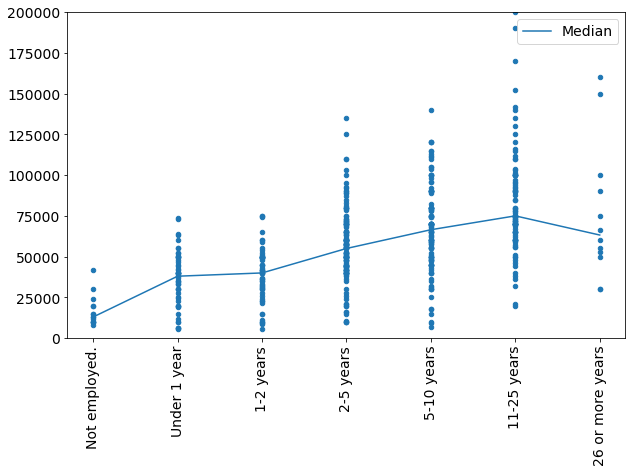 200000
175000
150000
125000
100000
75000
50000
25000
0
Median
Not employed.
Under 1 year
1-2 years
2-5 years
5-10 years
11-25 years
26 or more years